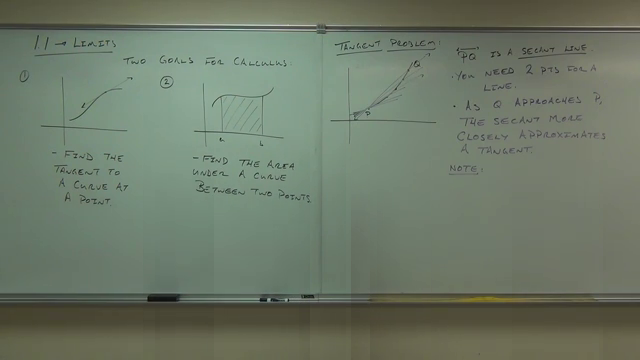 1.1 → LIMITS
TWO GOALS FOR CALCULUS.
①
- FIND THE
TANGENT TO
A CURVE AT
A POINT.
②
a b
- FIND THE AREA
UNDER A CURVE
BETWEEN TWO POINTS
TANGENT PROBLEM:
Q
P
PQ IS A SECANT LINE.
· YOU NEED 2 PTS FOR A
LINE.
· AS Q APPROACHES P,
THE SECANT MORE
CLOSELY APPROXIMATES
A TANGENT.
NOTE: